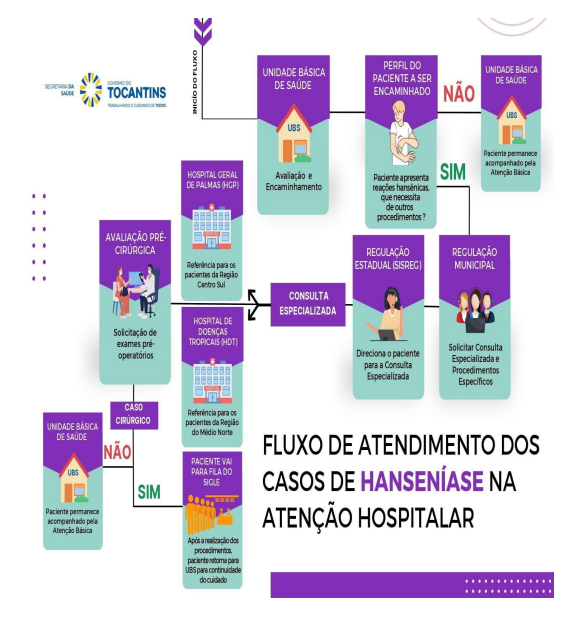 SECRETARIA DA
SAÚDE
GOVERNO DO
TOCANTINS
TRABALHANDO E CUIDANDO DE TODOS
INÍCIO DO FLUXO
UNIDADE BÁSICA
DE SAÚDE
UBS
Avaliação e
Encaminhamento
PERFIL DO
PACIENTE A SER
ENCAMINHADO
Paciente apresenta
reações hansênicas,
que necessita
de outros
procedimentos ?
NÃO
UNIDADE BÁSICA
DE SAÚDE
UBS
Paciente permanece
acompanhado pela
Atenção Básica
SIM
REGULAÇÃO
MUNICIPAL
Solicitar Consulta
Especializada e
Procedimentos
Específicos
REGULAÇÃO
ESTADUAL (SISREG)
Direciona o paciente
para a Consulta
Especializada
CONSULTA
ESPECIALIZADA
HOSPITAL GERAL
DE PALMAS (HGP)
Referência para os
pacientes da Região
Centro Sul
HOSPITAL DE
DOENÇAS
TROPICAIS (HDT)
Referência para os
pacientes da Região
do Médio Norte
AVALIAÇÃO PRÉ-
CIRÚRGICA
Solicitação de
exames pré-
operatórios
CASO
CIRÚRGICO
NÃO
UNIDADE BÁSICA
DE SAÚDE
UBS
Paciente permanece
acompanhado pela
Atenção Básica
SIM
PACIENTE VAI
PARA FILA DO
SIGLE
Após a realização dos
procedimentos,
paciente retorna para
UBS para continuidade
do cuidado
FLUXO DE ATENDIMENTO DOS
CASOS DE HANSENÍASE NA
ATENÇÃO HOSPITALAR